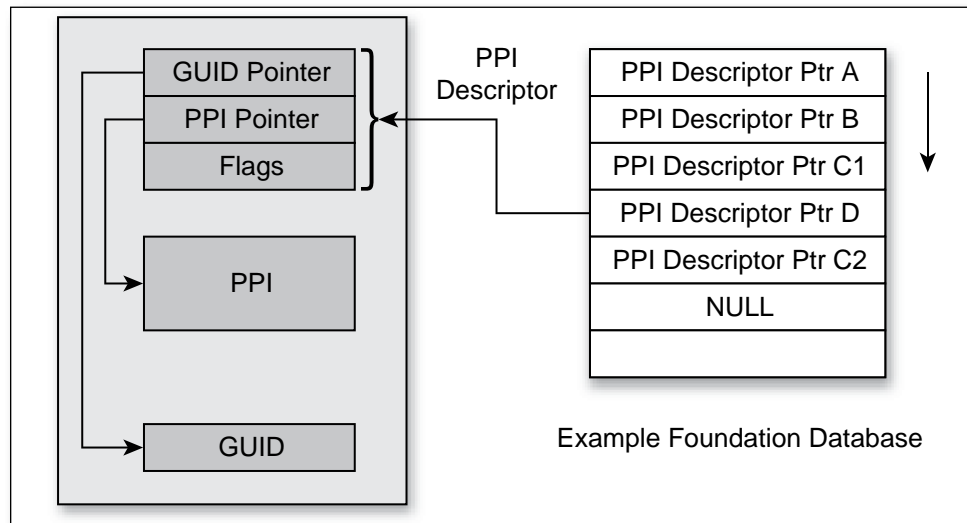 GUID Pointer
PPI Pointer
Flags
PPI
GUID
PPI
Descriptor
PPI Descriptor Ptr A
PPI Descriptor Ptr B
PPI Descriptor Ptr C1
PPI Descriptor Ptr D
PPI Descriptor Ptr C2
NULL
Example Foundation Database